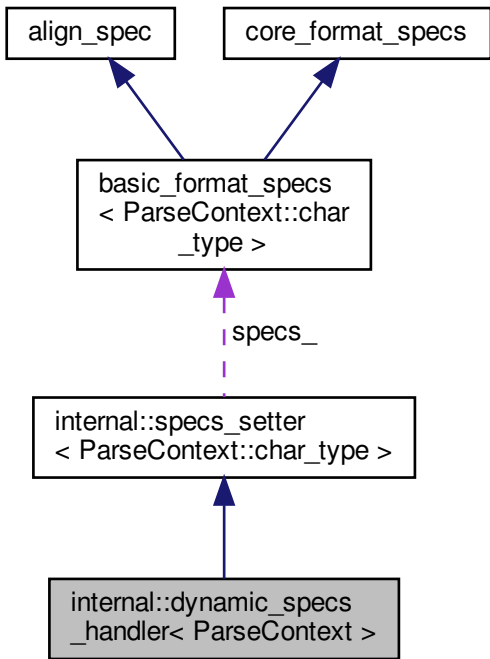 align_spec
core_format_specs
basic_format_specs
< ParseContext::char
_type >
specs_
internal::specs_setter
< ParseContext::char_type >
internal::dynamic_specs
_handler< ParseContext >